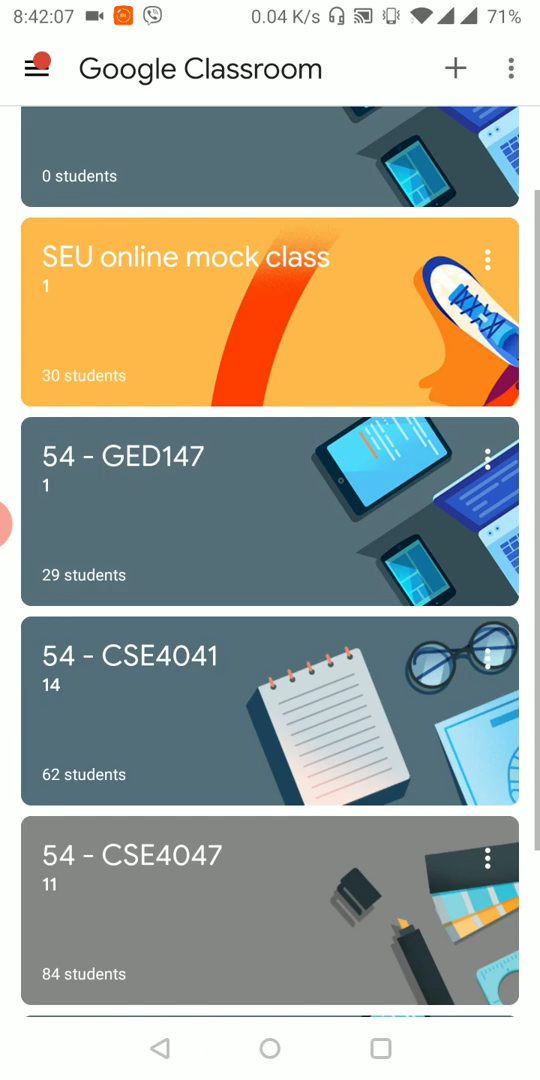 8:42:07 0.04 K/s 71%
Google Classroom
0 students
SEU online mock class
1
30 students
54 - GED147
1
29 students
54 - CSE4041
14
62 students
54 - CSE4047
11
84 students